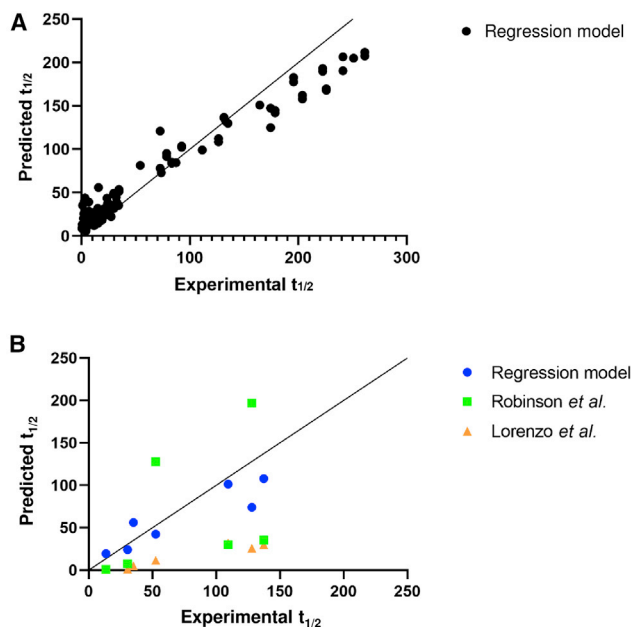 A
250
200
150
100
50
0
0
100
200
300
Predicted t1/2
Experimental t1/2
Regression model
B
250
200
150
100
50
0
0
50
100
150
200
250
Predicted t1/2
Experimental t1/2
Regression model
Robinson et al.
Lorenzo et al.